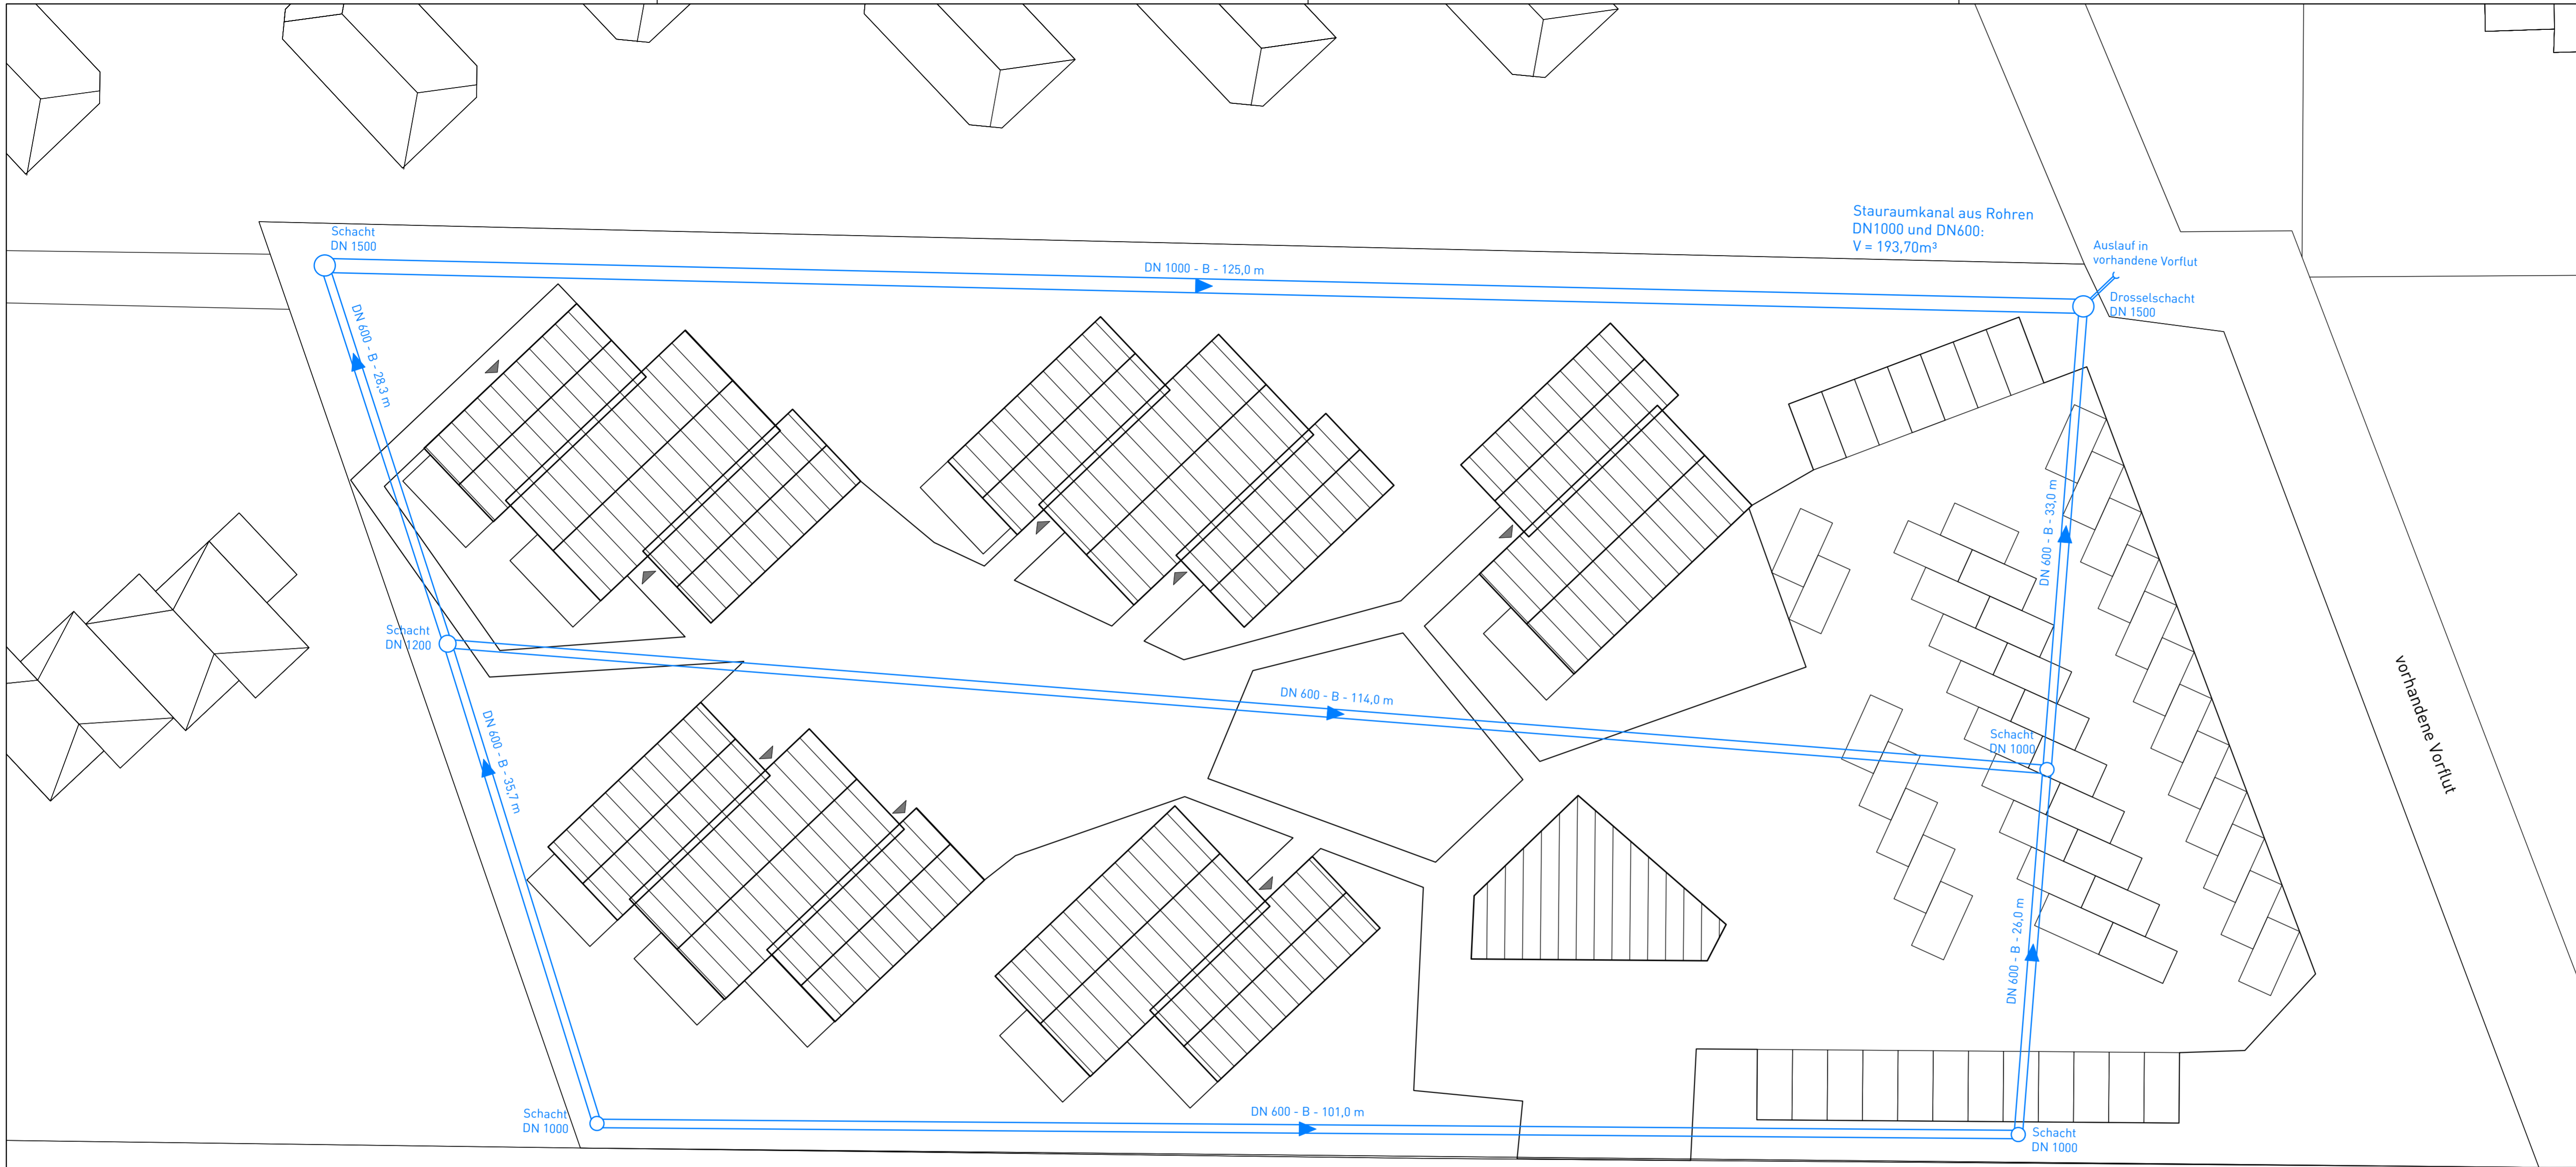 Stauraumkanal aus Rohren
DN1000 und DN600:
V = 193,70m³
Schacht
DN 1500
DN 1000 - B - 125,0 m
Auslauf in
vorhandene Vorflut
Drosselschacht
DN 1500
DN 600 - B - 28,3 m
DN 600 - B - 33,0 m
Schacht
DN 1200
DN 600 - B - 114,0 m
Schacht
DN 1000
vorhandene Vorflut
DN 600 - B - 35,7 m
DN 600 - B - 26,0 m
Schacht
DN 1000
DN 600 - B - 101,0 m
Schacht
DN 1000